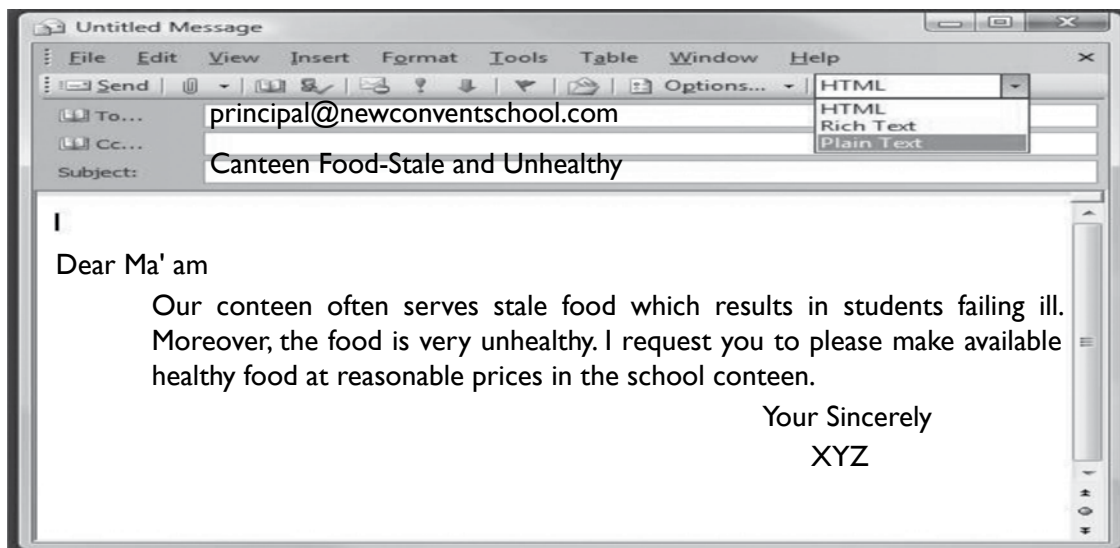 Untitled Message
File Edit View Insert Format Tools Table Window Help
Send Options... HTML
HTML
Rich Text
Plain Text
To... principal@newconventschool.com
Cc...
Subject: Canteen Food-Stale and Unhealthy
Dear Ma' am
Our conteen often serves stale food which results in students failing ill.
Moreover, the food is very unhealthy. I request you to please make available
healthy food at reasonable prices in the school conteen.
Your Sincerely
XYZ